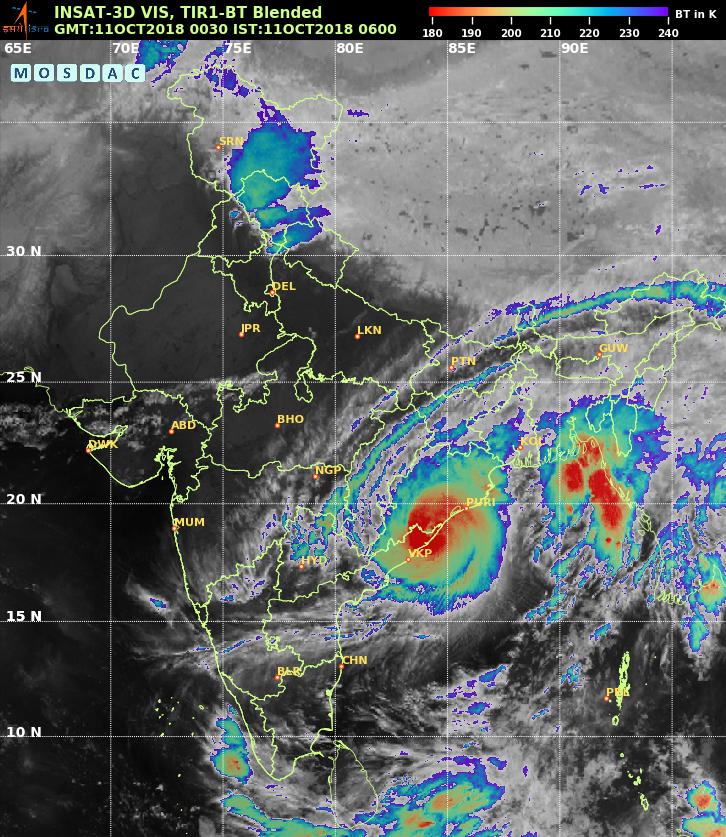 INSAT-3D VIS, TIR1-BT Blended
GMT:11OCT2018 0030 IST:11OCT2018 0600
BT in K
180 190 200 210 220 230 240
65E 70E 75E 80E 85E 90E
M O S D A C
SRN
30 N
DEL
JPR LKN
GUW
PTN
25 N
ABD BHO
DWK KOL
NGP
20 N PURI
MUM
VKP
HYD
15 N
CHN
BLR
PBL
10 N